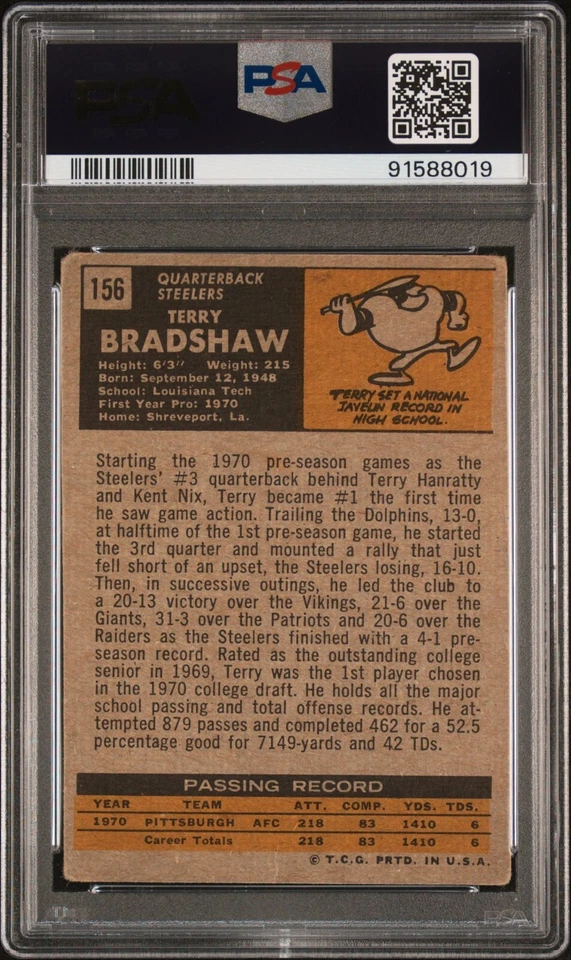 PSA
PSA
91588019
156
QUARTERBACK
STEELERS
TERRY
BRADSHAW
Height: 6'3" Weight: 215
Born: September 12, 1948
School: Louisiana Tech
First Year Pro: 1970
Home: Shreveport, La.
TERRY SET A NATIONAL
JAVELIN RECORD IN
HIGH SCHOOL.
Starting the 1970 pre-season games as the
Steelers' #3 quarterback behind Terry Hanratty
and Kent Nix, Terry became #1 the first time
he saw game action. Trailing the Dolphins, 13-0,
at halftime of the 1st pre-season game, he started
the 3rd quarter and mounted a rally that just
fell short of an upset, the Steelers losing, 16-10.
Then, in successive outings, he led the club to
a 20-13 victory over the Vikings, 21-6 over the
Giants, 31-3 over the Patriots and 20-6 over the
Raiders as the Steelers finished with a 4-1 pre-
season record. Rated as the outstanding college
senior in 1969, Terry was the 1st player chosen
in the 1970 college draft. He holds all the major
school passing and total offense records. He at-
tempted 879 passes and completed 462 for a 52.5
percentage good for 7149-yards and 42 TDs.
PASSING RECORD
YEAR TEAM ATT. COMP. YDS. TDS.
1970 PITTSBURGH AFC 218 83 1410 6
Career Totals 218 83 1410 6
© T.C.G. PRTD. IN U.S.A.
PSA